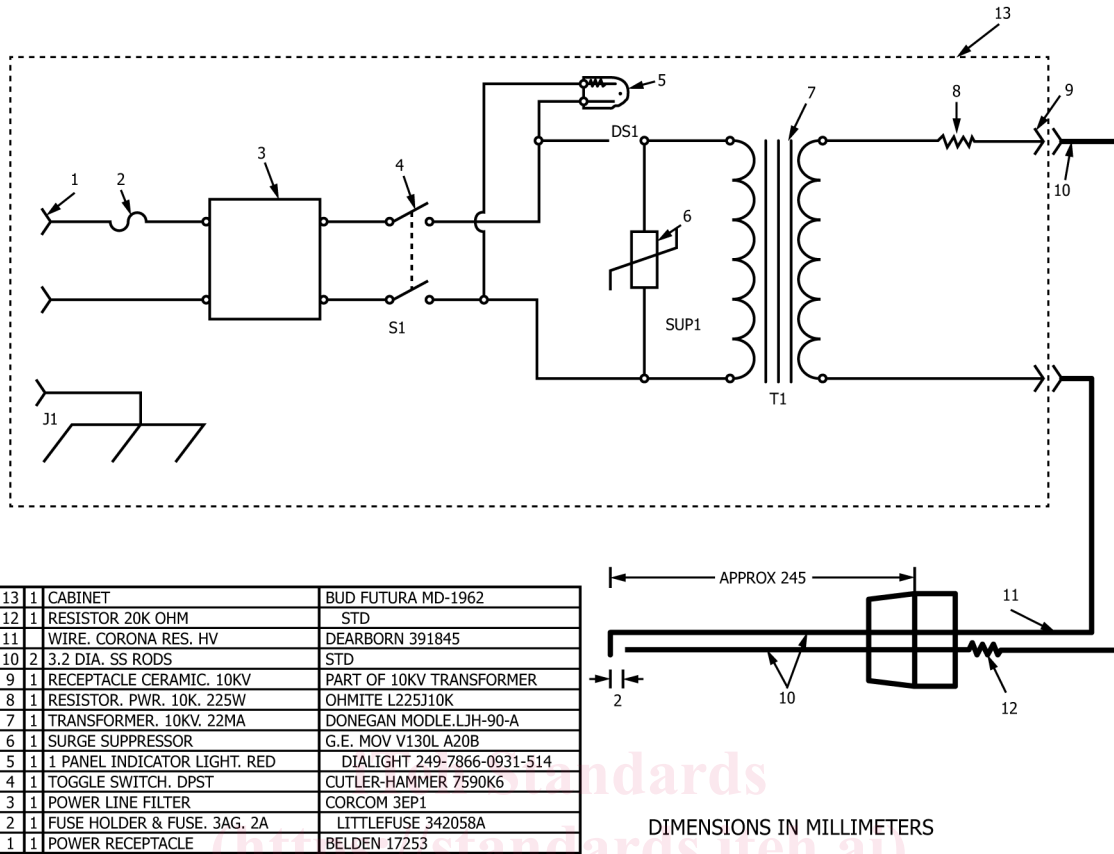 13
5
7
8
9
DS1
3
4
1
2
10
6
S1
SUP1
J1
T1
APPROX 245
11
10
2
12
13 1 CABINET BUD FUTURA MD-1962
12 1 RESISTOR 20K OHM STD
11 WIRE. CORONA RES. HV DEARBORN 391845
10 2 3.2 DIA. SS RODS STD
9 1 RECEPTACLE CERAMIC. 10KV PART OF 10KV TRANSFORMER
8 1 RESISTOR. PWR. 10K. 225W OHMITE L225J10K
7 1 TRANSFORMER. 10KV. 22MA DONEGAN MODLE.LJH-90-A
6 1 SURGE SUPPRESSOR G.E. MOV V130L A20B
5 1 1 PANEL INDICATOR LIGHT. RED DIALIGHT 249-7866-0931-514
4 1 TOGGLE SWITCH. DPST CUTLER-HAMMER 7590K6
3 1 POWER LINE FILTER CORCOM 3EP1
2 1 FUSE HOLDER & FUSE. 3AG. 2A LITTLEFUSE 342058A
1 1 POWER RECEPTACLE BELDEN 17253
DIMENSIONS IN MILLIMETERS
iTeh Standards
(https://standards.iteh.ai)